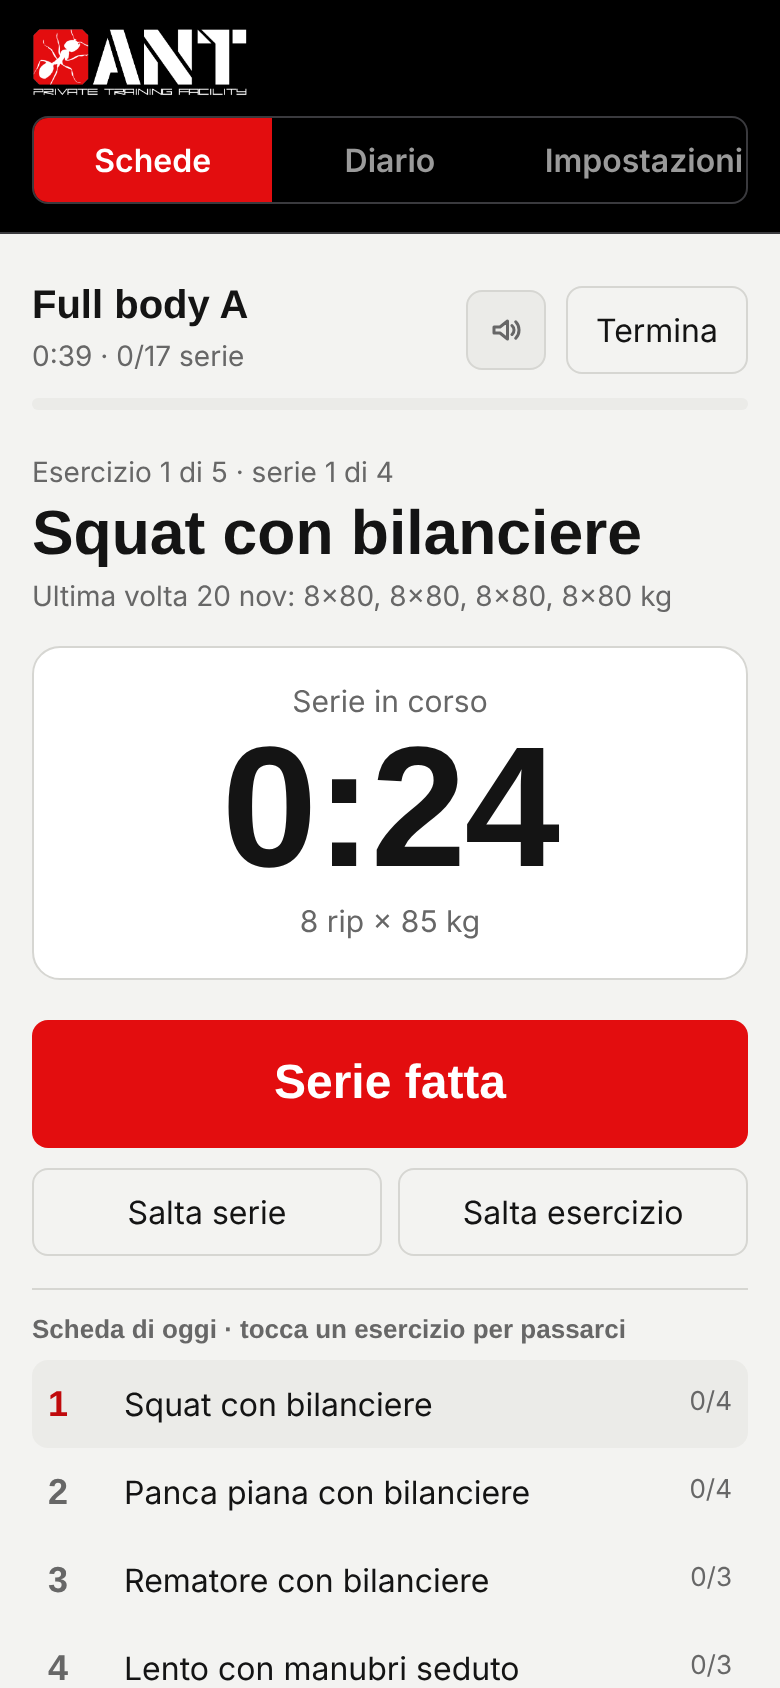 ANT
PRIVATE TRAINING FACILITY
Schede
Diario
Impostazioni
Full body A
0:39 · 0/17 serie
Termina
Esercizio 1 di 5 · serie 1 di 4
Squat con bilanciere
Ultima volta 20 nov: 8×80, 8×80, 8×80, 8×80 kg
Serie in corso
0:24
8 rip × 85 kg
Serie fatta
Salta serie
Salta esercizio
Scheda di oggi · tocca un esercizio per passarci
1 Squat con bilanciere 0/4
2 Panca piana con bilanciere 0/4
3 Rematore con bilanciere 0/3
4 Lento con manubri seduto 0/3